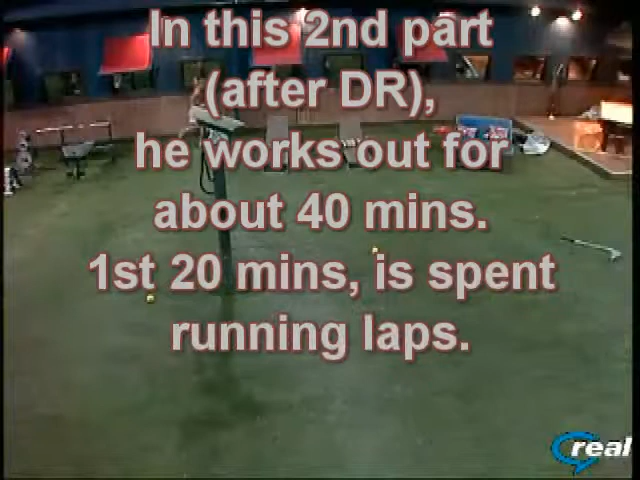 In this 2nd part
(after DR),
he works out for
about 40 mins.
1st 20 mins, is spent
running laps.
real